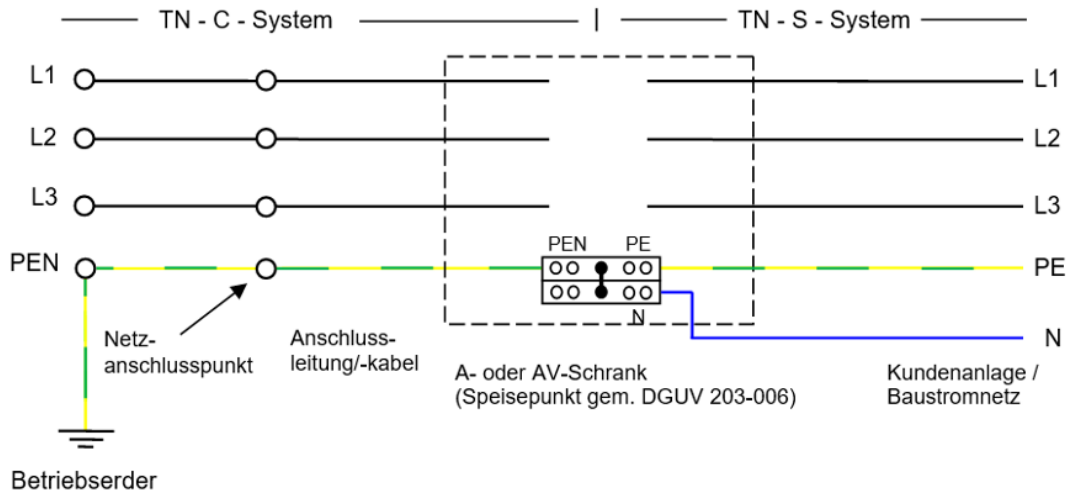 TN - C - System | TN - S - System
L1 L1
L2 L2
L3 L3
PEN PE
PEN PE
N
N
Netz-
anschlusspunkt
Anschluss-
leitung/-kabel
A- oder AV-Schrank
(Speisepunkt gem. DGUV 203-006)
Kundenanlage /
Baustromnetz
Betriebserder